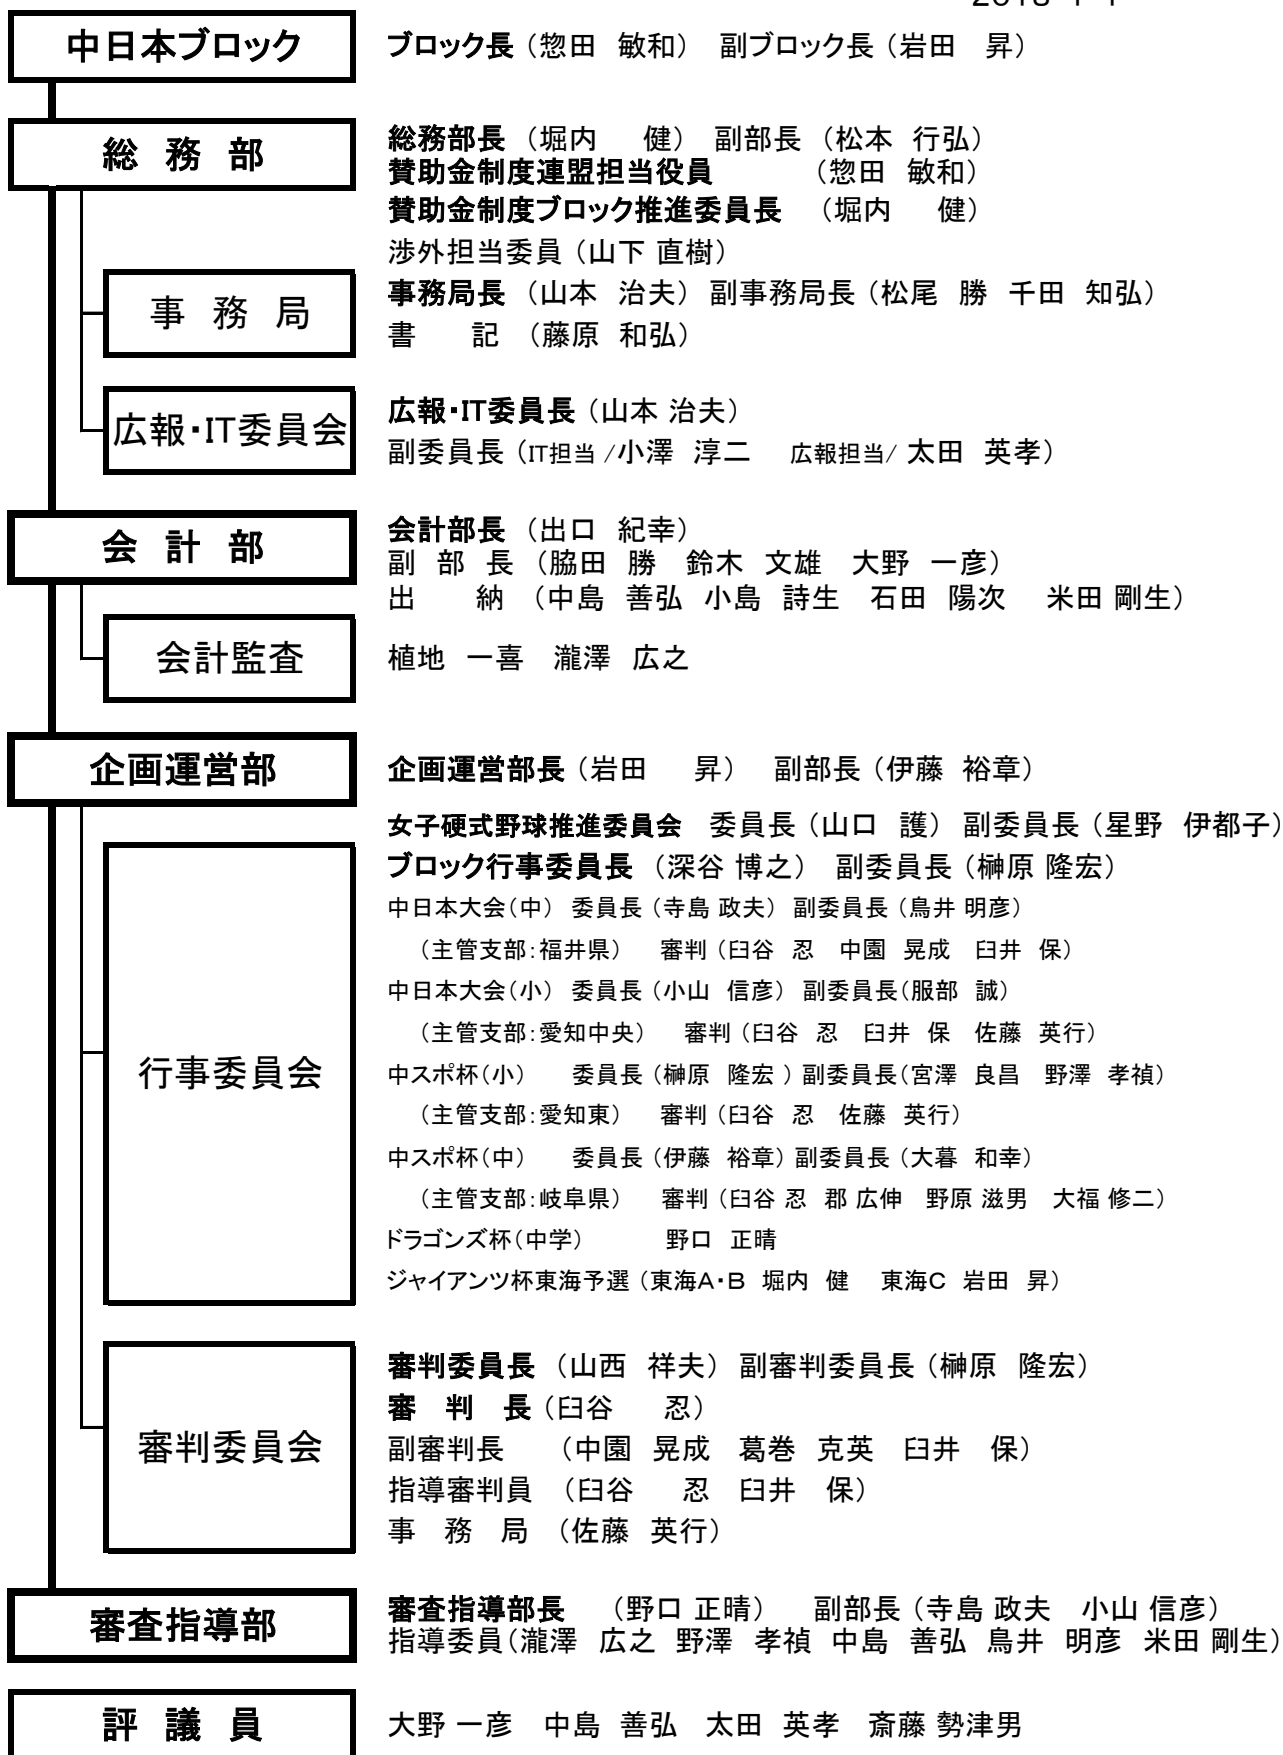 中日本ブロック ブロック長（惣田 敏和） 副ブロック長（岩田 昇）
総 務 部 総務部長（堀内 健） 副部長（松本 行弘）
賛助金制度連盟担当役員 （惣田 敏和）
賛助金制度ブロック推進委員長 （堀内 健）
渉外担当委員（山下 直樹）
事 務 局 事務局長（山本 治夫） 副事務局長（松尾 勝 千田 知弘）
書 記 （藤原 和弘）
広報・IT委員会 広報・IT委員長（山本 治夫）
副委員長（IT担当 /小澤 淳二 広報担当/ 太田 英孝）
会 計 部 会計部長（出口 紀幸）
副 部 長（脇田 勝 鈴木 文雄 大野 一彦）
出 納 （中島 善弘 小島 詩生 石田 陽次 米田 剛生）
会計監査 植地 一喜 瀧澤 広之
企画運営部 企画運営部長（岩田 昇） 副部長（伊藤 裕章）
女子硬式野球推進委員会 委員長（山口 護） 副委員長（星野 伊都子）
ブロック行事委員長（深谷 博之） 副委員長（榊原 隆宏）
中日本大会（中） 委員長（寺島 政夫） 副委員長（鳥井 明彦）
（主管支部：福井県） 審判（臼谷 忍 中園 晃成 臼井 保）
中日本大会（小） 委員長（小山 信彦） 副委員長（服部 誠）
（主管支部：愛知中央） 審判（臼谷 忍 臼井 保 佐藤 英行）
行事委員会 中スポ杯（小） 委員長（榊原 隆宏 ）副委員長（宮澤 良昌 野澤 孝禎）
（主管支部：愛知東） 審判（臼谷 忍 佐藤 英行）
中スポ杯（中） 委員長（伊藤 裕章）副委員長（大暮 和幸）
（主管支部：岐阜県） 審判（臼谷 忍 郡 広伸 野原 滋男 大福 修二）
ドラゴンズ杯（中学） 野口 正晴
ジャイアンツ杯東海予選（東海A・B 堀内 健 東海C 岩田 昇）
審判委員長（山西 祥夫） 副審判委員長（榊原 隆宏）
審 判 長（臼谷 忍）
審判委員会 副審判長 （中園 晃成 葛巻 克英 臼井 保）
指導審判員 （臼谷 忍 臼井 保）
事 務 局 （佐藤 英行）
審査指導部 審査指導部長 （野口 正晴） 副部長（寺島 政夫 小山 信彦）
指導委員（瀧澤 広之 野澤 孝禎 中島 善弘 鳥井 明彦 米田 剛生）
評 議 員 大野 一彦 中島 善弘 太田 英孝 斎藤 勢津男